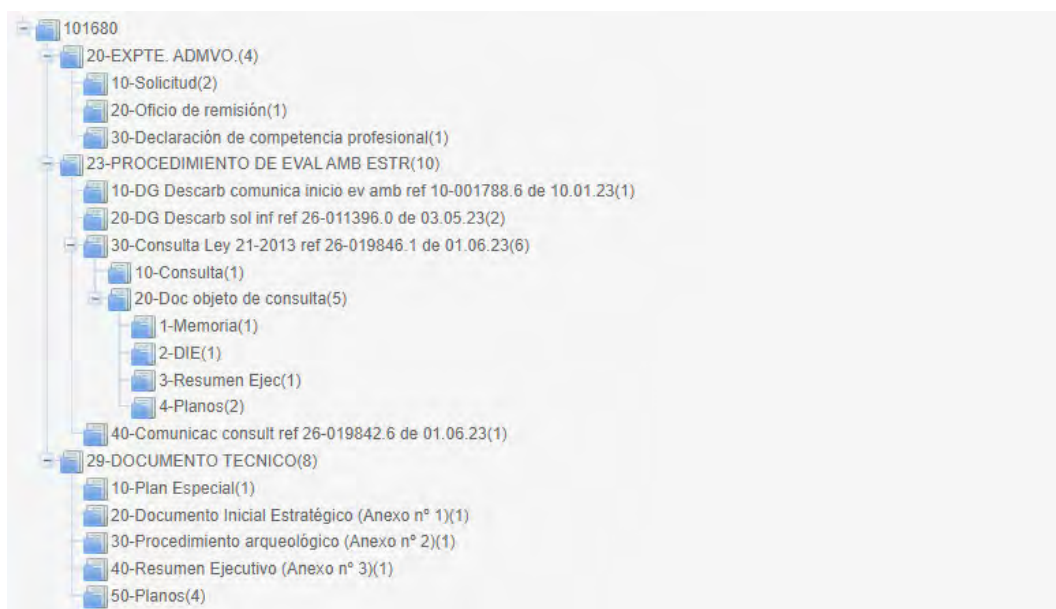 101680
20-EXPTE. ADMVO.(4)
10-Solicitud(2)
20-Oficio de remisión(1)
30-Declaración de competencia profesional(1)
23-PROCEDIMIENTO DE EVAL AMB ESTR(10)
10-DG Descarb comunica inicio ev amb ref 10-001788.6 de 10.01.23(1)
20-DG Descarb sol inf ref 26-011396.0 de 03.05.23(2)
30-Consulta Ley 21-2013 ref 26-019846.1 de 01.06.23(6)
10-Consulta(1)
20-Doc objeto de consulta(5)
1-Memoria(1)
2-DIE(1)
3-Resumen Ejec(1)
4-Planos(2)
40-Comunicac consult ref 26-019842.6 de 01.06.23(1)
29-DOCUMENTO TECNICO(8)
10-Plan Especial(1)
20-Documento Inicial Estratégico (Anexo nº 1)(1)
30-Procedimiento arqueológico (Anexo nº 2)(1)
40-Resumen Ejecutivo (Anexo nº 3)(1)
50-Planos(4)